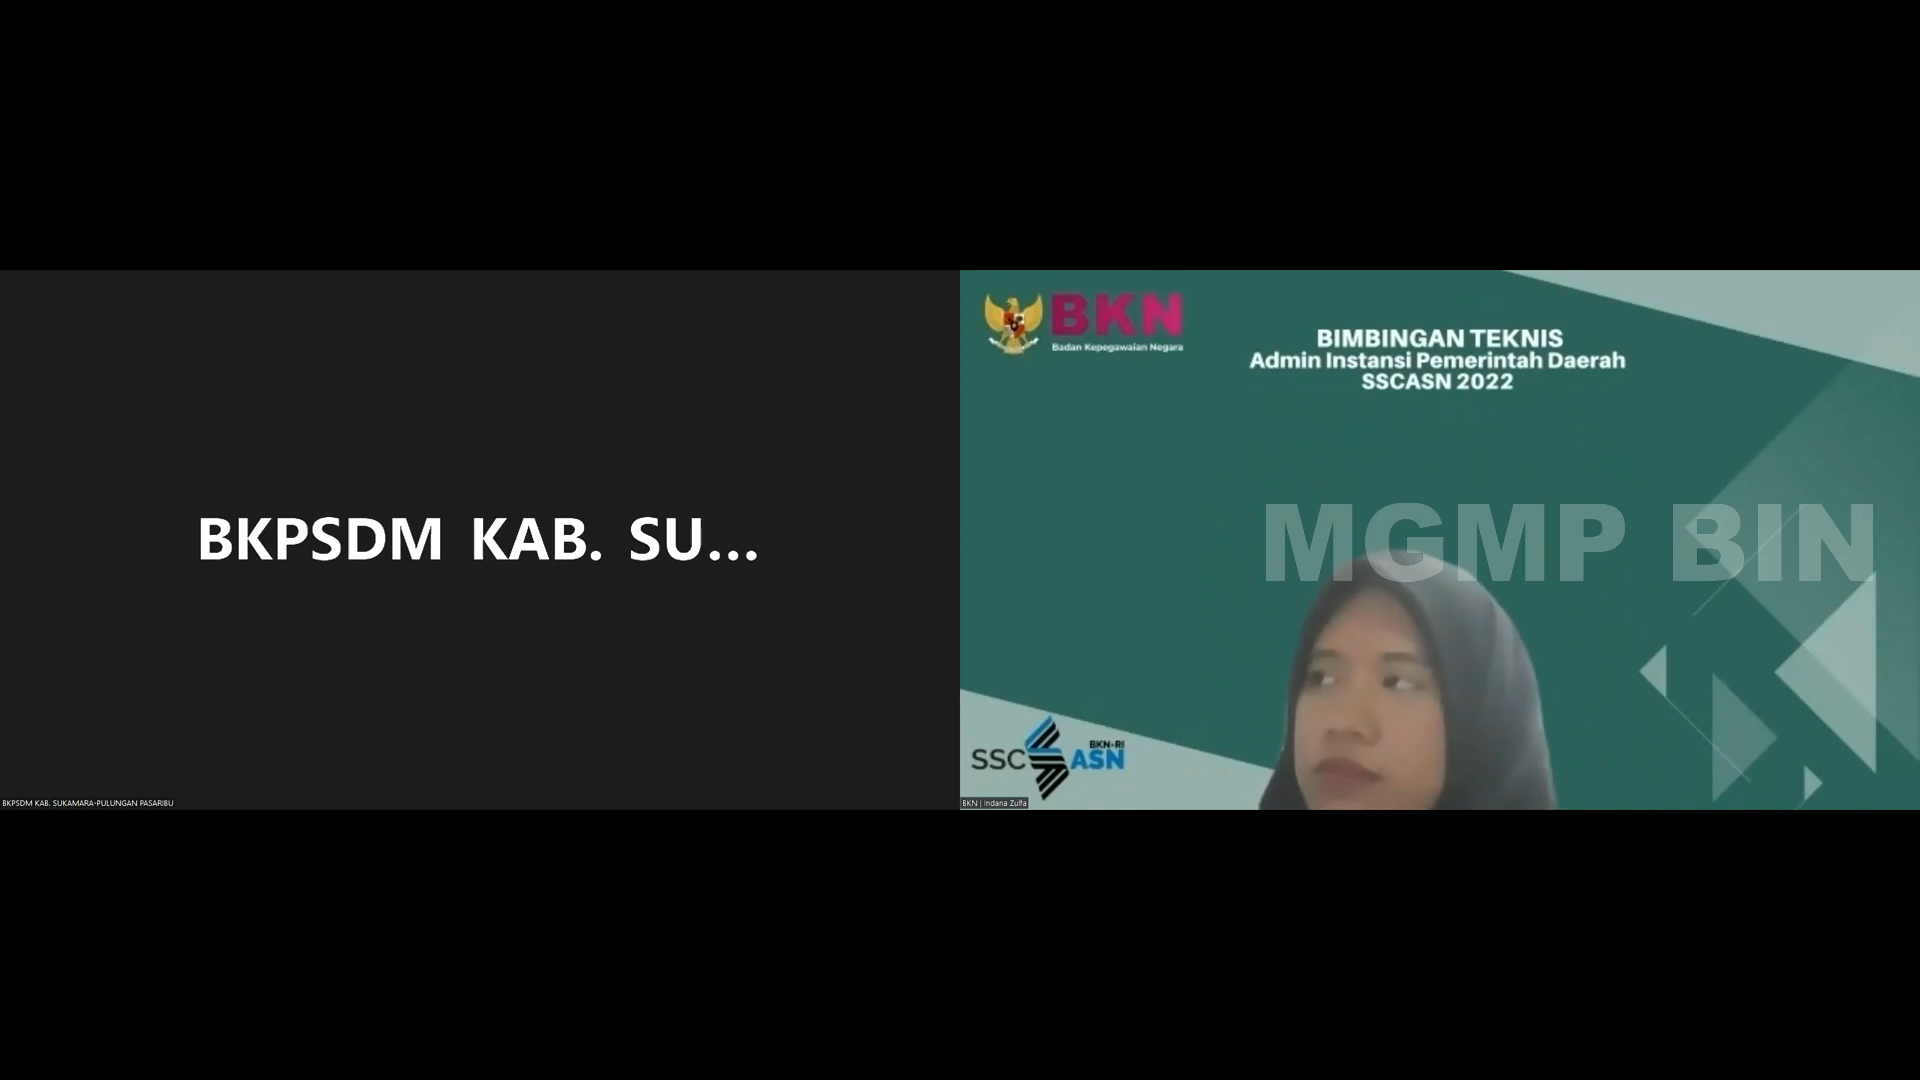 BKPSDM KAB. SU...
BKPSDM KAB. SUKAMARA-PULUNGAN PASARIBU
BKN
Badan Kepegawaian Negara
BIMBINGAN TEKNIS
Admin Instansi Pemerintah Daerah
SSCASN 2022
MGMP BIN
SSC ASN
BKN-RI
BKN | Indana Zulfa